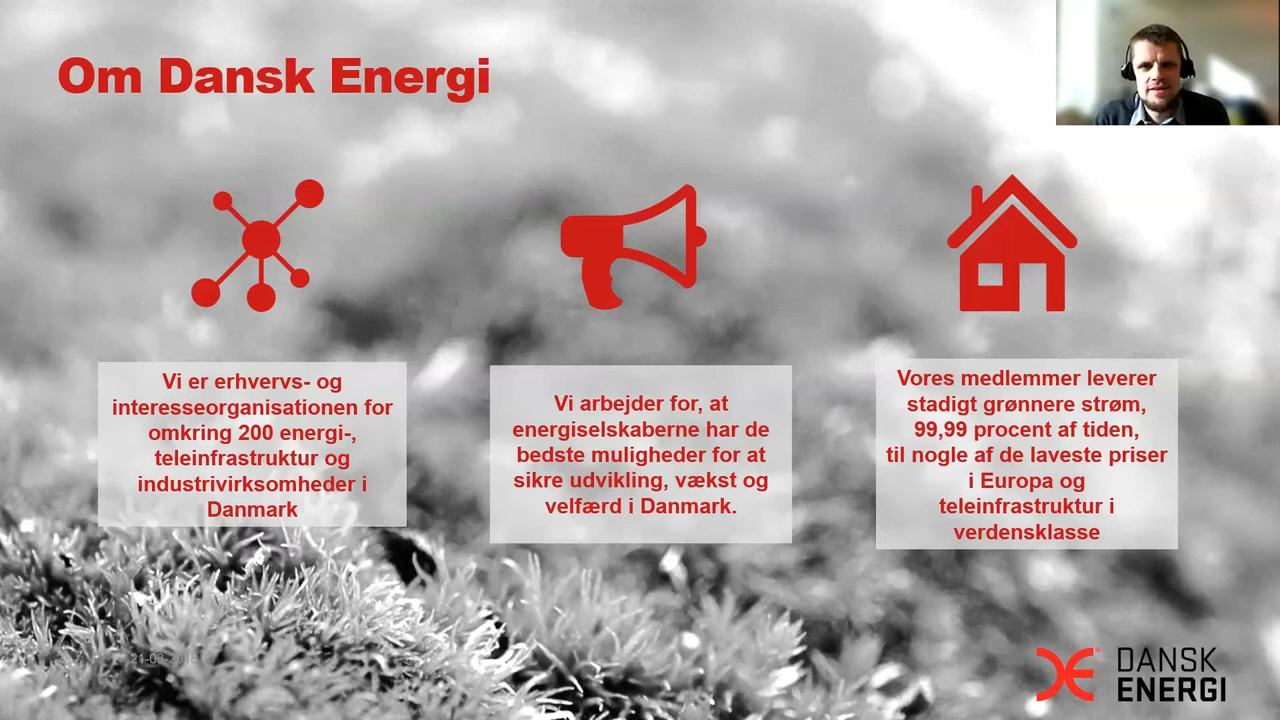 Om Dansk Energi
Vi er erhvervs- og
interesseorganisationen for
omkring 200 energi-,
teleinfrastruktur og
industrivirksomheder i
Danmark
Vi arbejder for, at
energiselskaberne har de
bedste muligheder for at
sikre udvikling, vækst og
velfærd i Danmark.
Vores medlemmer leverer
stadigt grønnere strøm,
99,99 procent af tiden,
til nogle af de laveste priser
i Europa og
teleinfrastruktur i
verdensklasse
DANSK
ENERGI